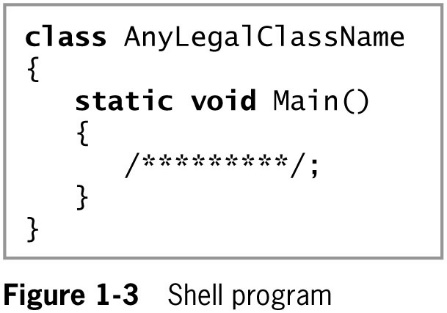 class AnyLegalClassName
{
static void Main()
{
/*********/;
}
}
Figure 1-3 Shell program